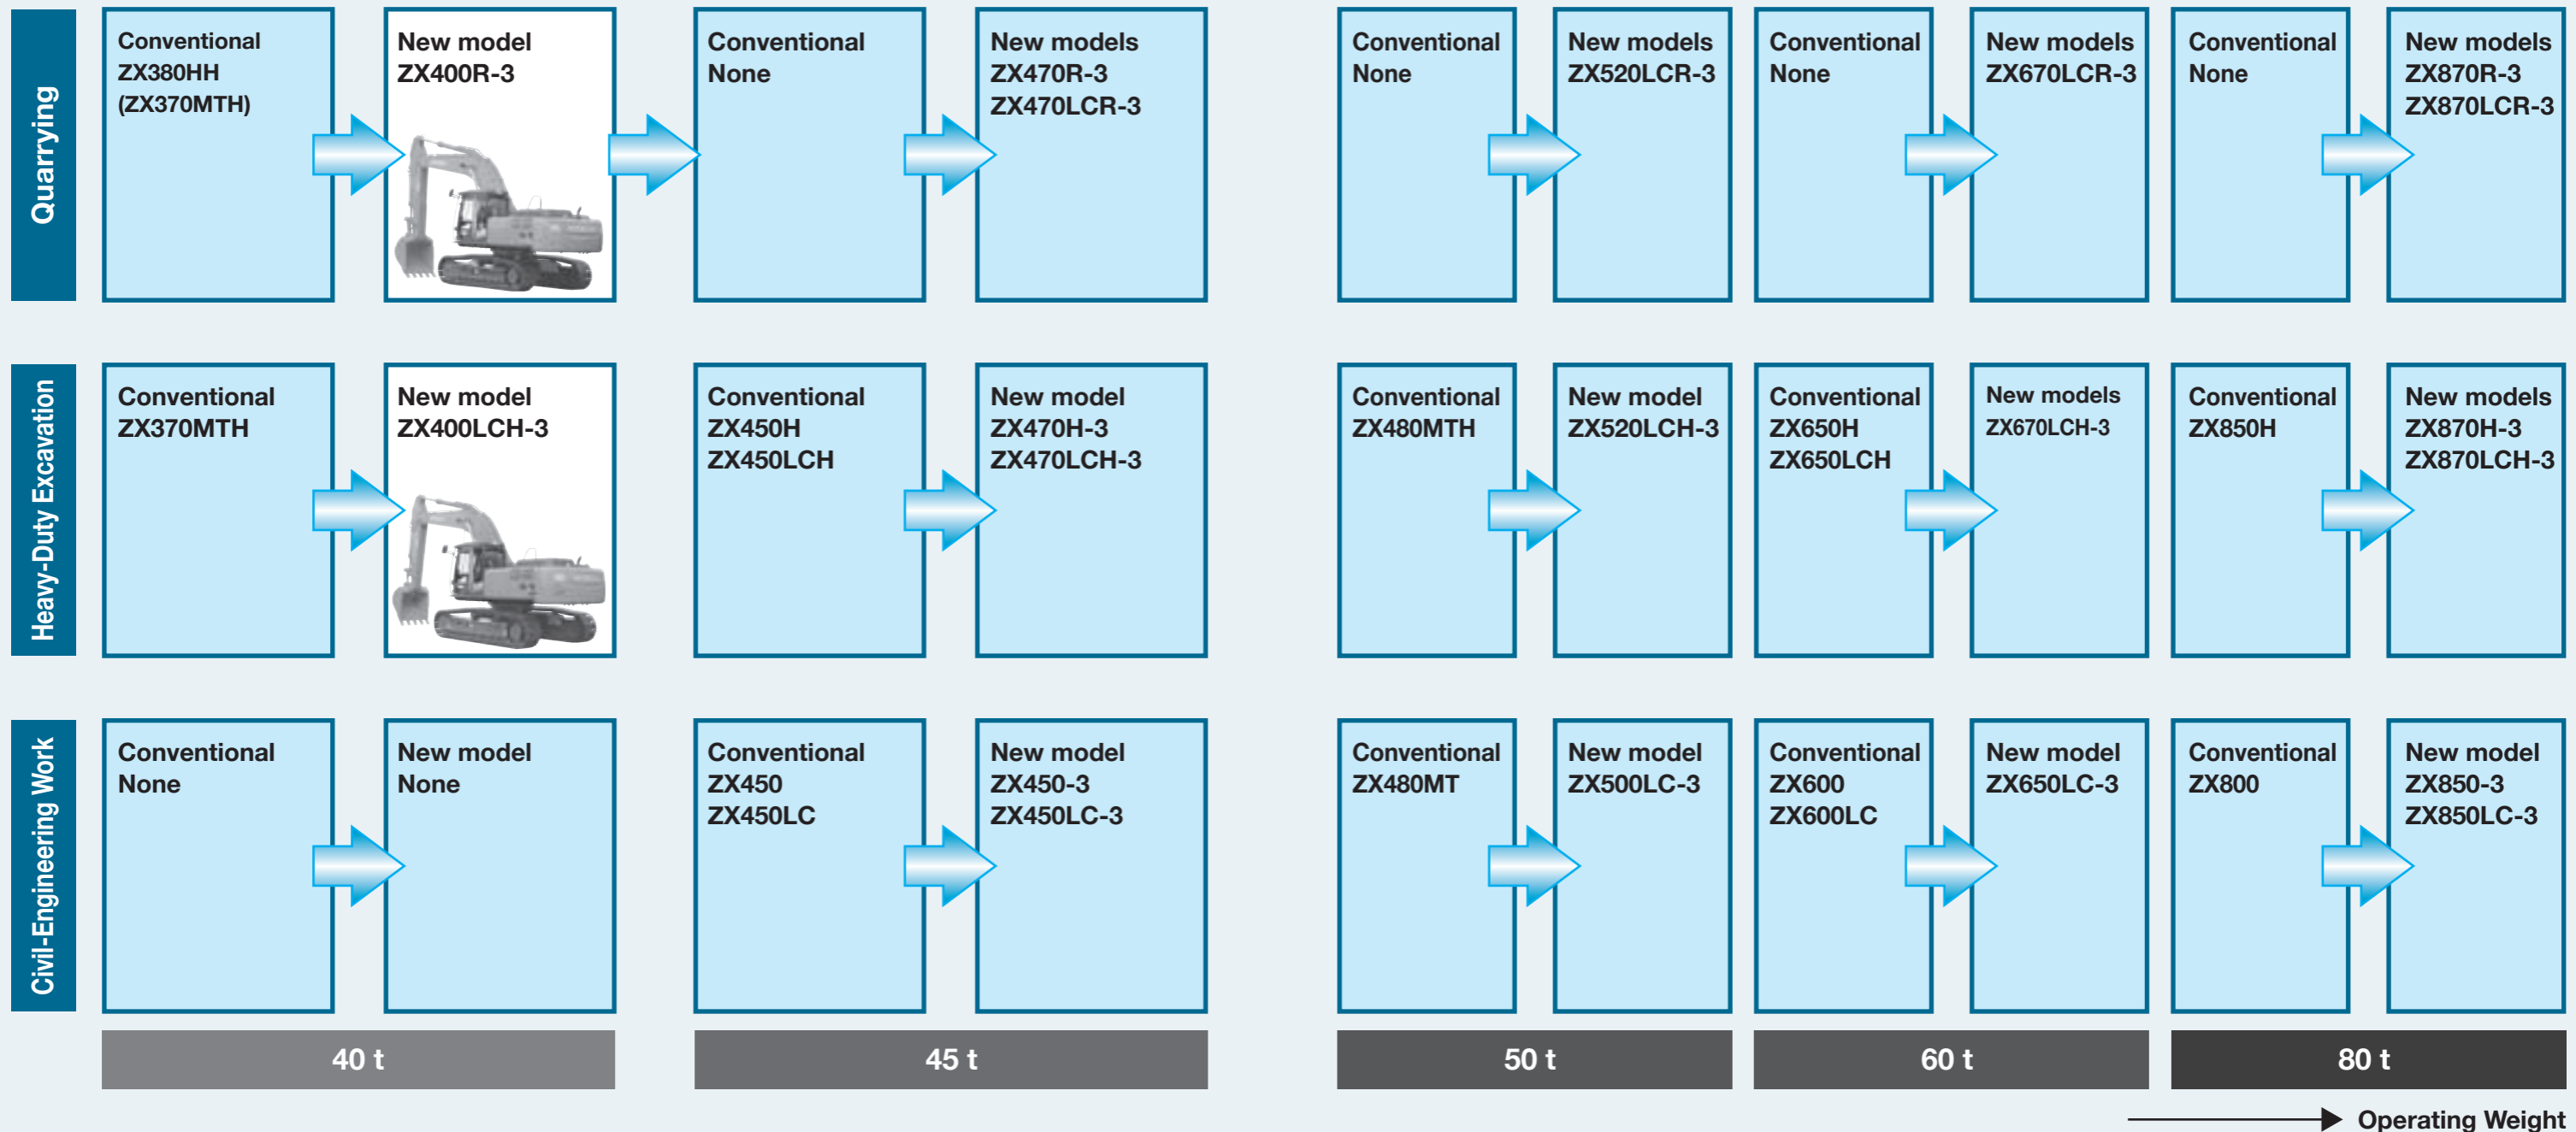 Quarrying
Conventional
ZX380HH
(ZX370MTH)
New model
ZX400R-3
Conventional
None
New models
ZX470R-3
ZX470LCR-3
Conventional
None
New models
ZX520LCR-3
Conventional
None
New models
ZX670LCR-3
Conventional
None
New models
ZX870R-3
ZX870LCR-3
Heavy-Duty Excavation
Conventional
ZX370MTH
New model
ZX400LCH-3
Conventional
ZX450H
ZX450LCH
New model
ZX470H-3
ZX470LCH-3
Conventional
ZX480MTH
New model
ZX520LCH-3
Conventional
ZX650H
ZX650LCH
New models
ZX670LCH-3
Conventional
ZX850H
New models
ZX870H-3
ZX870LCH-3
Civil-Engineering Work
Conventional
None
New model
None
Conventional
ZX450
ZX450LC
New model
ZX450-3
ZX450LC-3
Conventional
ZX480MT
New model
ZX500LC-3
Conventional
ZX600
ZX600LC
New model
ZX650LC-3
Conventional
ZX800
New model
ZX850-3
ZX850LC-3
40 t
45 t
50 t
60 t
80 t
Operating Weight